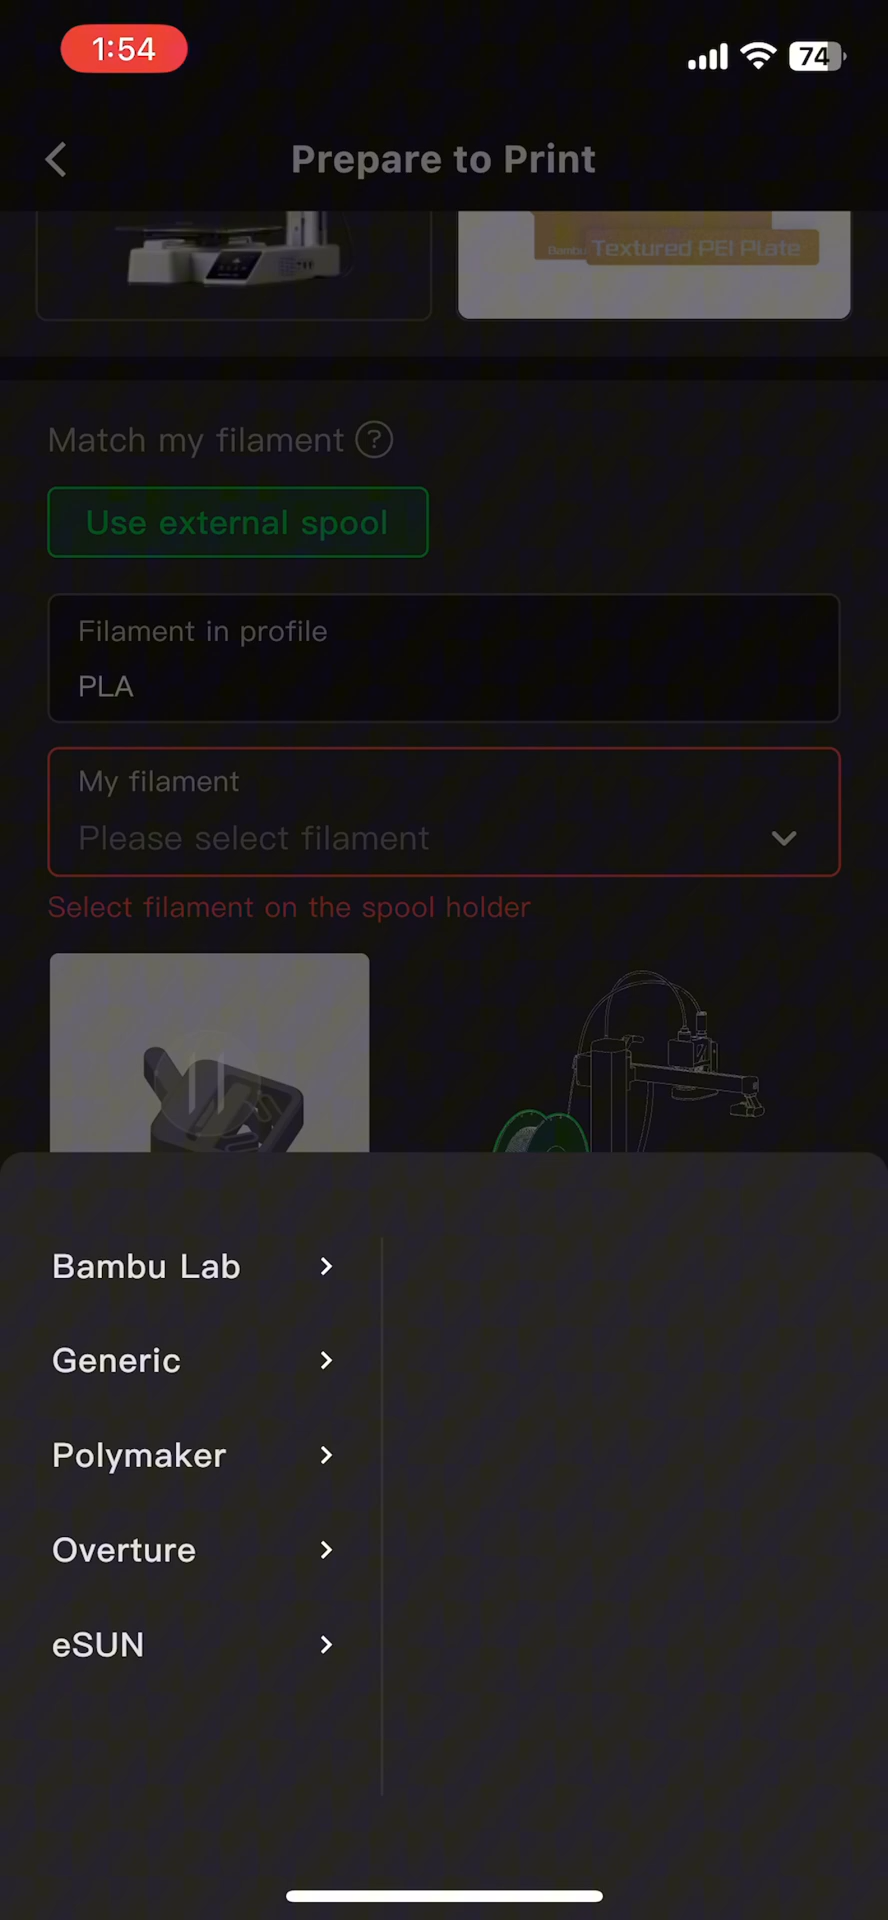 1:54
74
Prepare to Print
Bambu Textured PEI Plate
Match my filament ?
Use external spool
Filament in profile
PLA
My filament
Please select filament
Select filament on the spool holder
Bambu Lab
Generic
Polymaker
Overture
eSUN